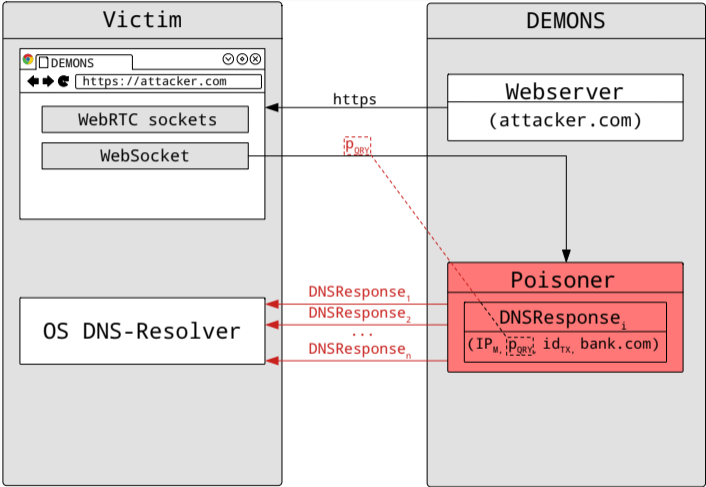 Victim
DEMONS
DEMONS
https://attacker.com
WebRTC sockets
WebSocket
https
Webserver
(attacker.com)
pQRY
Poisoner
DNSResponsei
(IPM, pQRY, idTX, bank.com)
OS DNS-Resolver
DNSResponse1
DNSResponse2
...
DNSResponsen